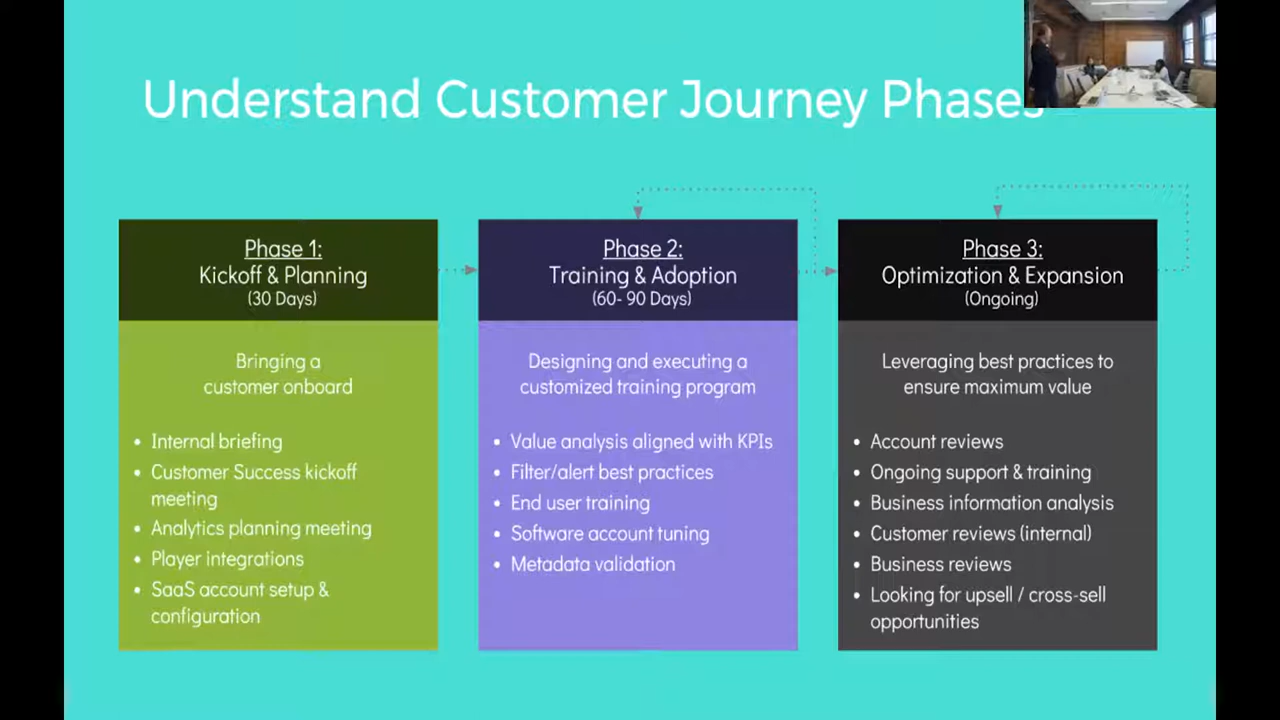 Understand Customer Journey Phases
Phase 1:
Kickoff & Planning
(30 Days)
Bringing a
customer onboard
• Internal briefing
• Customer Success kickoff
meeting
• Analytics planning meeting
• Player integrations
• SaaS account setup &
configuration
Phase 2:
Training & Adoption
(60- 90 Days)
Designing and executing a
customized training program
• Value analysis aligned with KPIs
• Filter/alert best practices
• End user training
• Software account tuning
• Metadata validation
Phase 3:
Optimization & Expansion
(Ongoing)
Leveraging best practices to
ensure maximum value
• Account reviews
• Ongoing support & training
• Business information analysis
• Customer reviews (internal)
• Business reviews
• Looking for upsell / cross-sell
opportunities